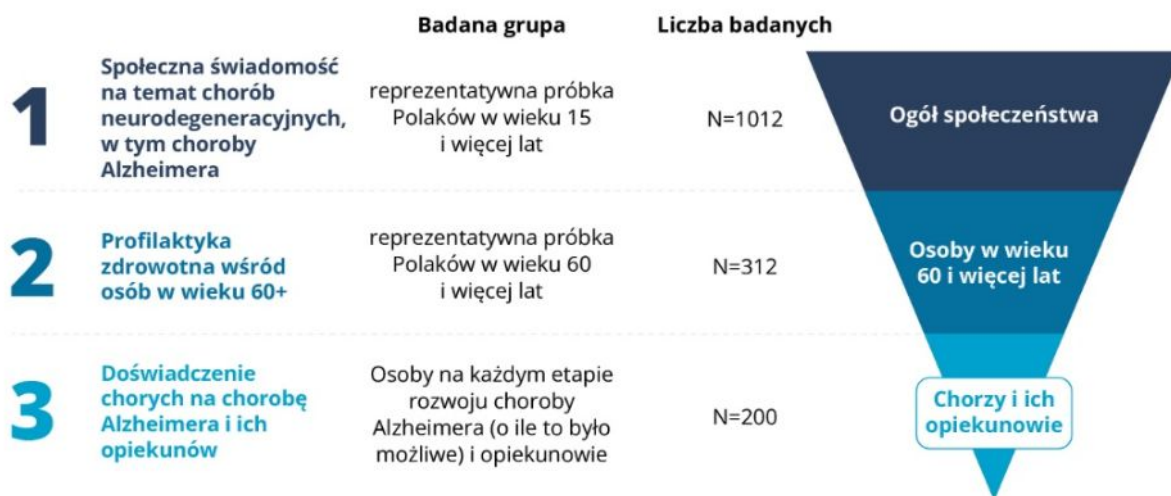 Badana grupa
Liczba badanych
1
Społeczna świadomość
na temat chorób
neurodegeneracyjnych,
w tym choroby
Alzheimera
reprezentatywna próbka
Polaków w wieku 15
i więcej lat
N=1012
Ogół społeczeństwa
2
Profilaktyka
zdrowotna wśród
osób w wieku 60+
reprezentatywna próbka
Polaków w wieku 60
i więcej lat
N=312
Osoby w wieku
60 i więcej lat
3
Doświadczenie
chorych na chorobę
Alzheimera i ich
opiekunów
Osoby na każdym etapie
rozwoju choroby
Alzheimera (o ile to było
możliwe) i opiekunowie
N=200
Chorzy i ich
opiekunowie